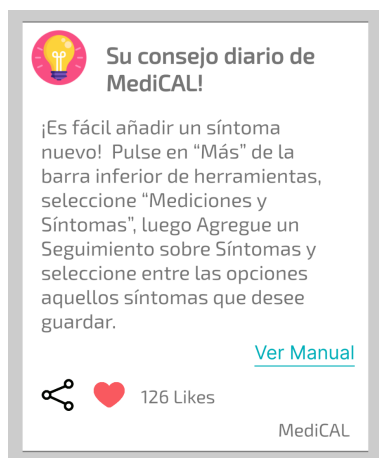 Su consejo diario de
MediCAL!
¡Es fácil añadir un síntoma
nuevo!  Pulse en “Más” de la
barra inferior de herramientas,
seleccione “Mediciones y
Síntomas”, luego Agregue un
Seguimiento sobre Síntomas y
seleccione entre las opciones
aquellos síntomas que desee
guardar.
Ver Manual
126 Likes
MediCAL